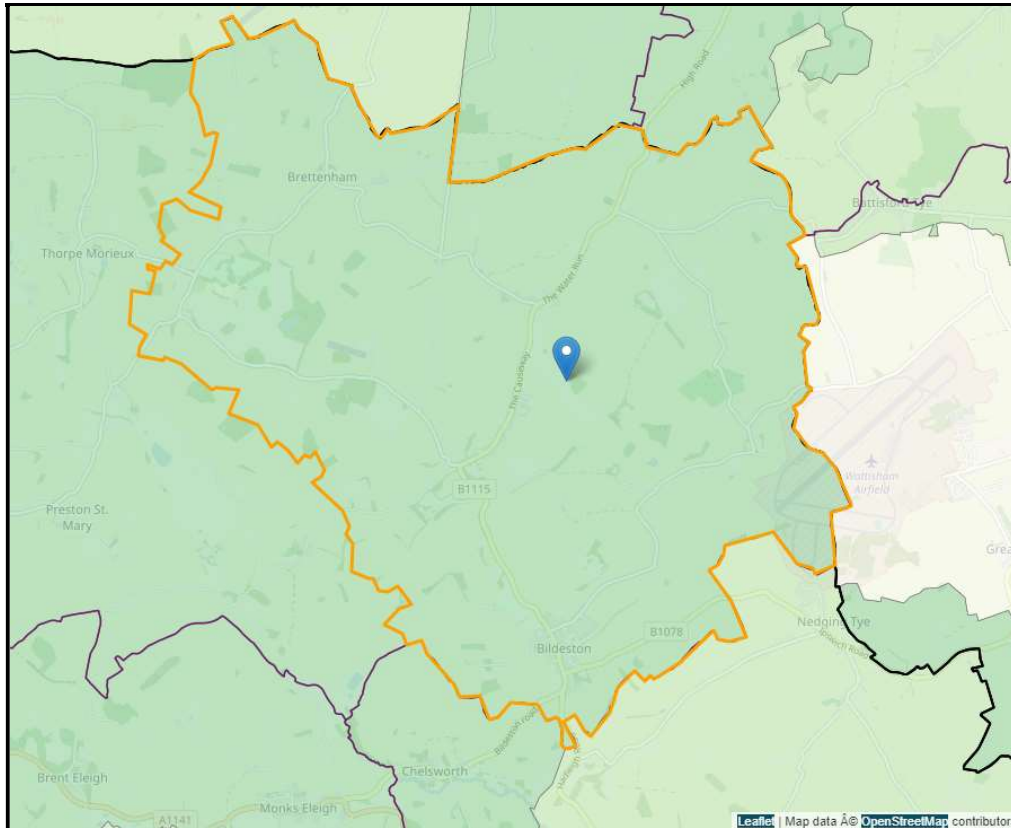 High Road
Brettenham
Battisford Tye
Thorpe Morieux
The Water Run
The Causeway
Wattisham
Airfield
B1115
Preston St.
Mary
Grea
Nedging Tye
B1078
Ipswich Road
Bildeston
Bildeston Road
Hadleigh
Chelsworth
Brent Eleigh
Monks Eleigh
A1141
Leaflet | Map data Â© OpenStreetMap contributor